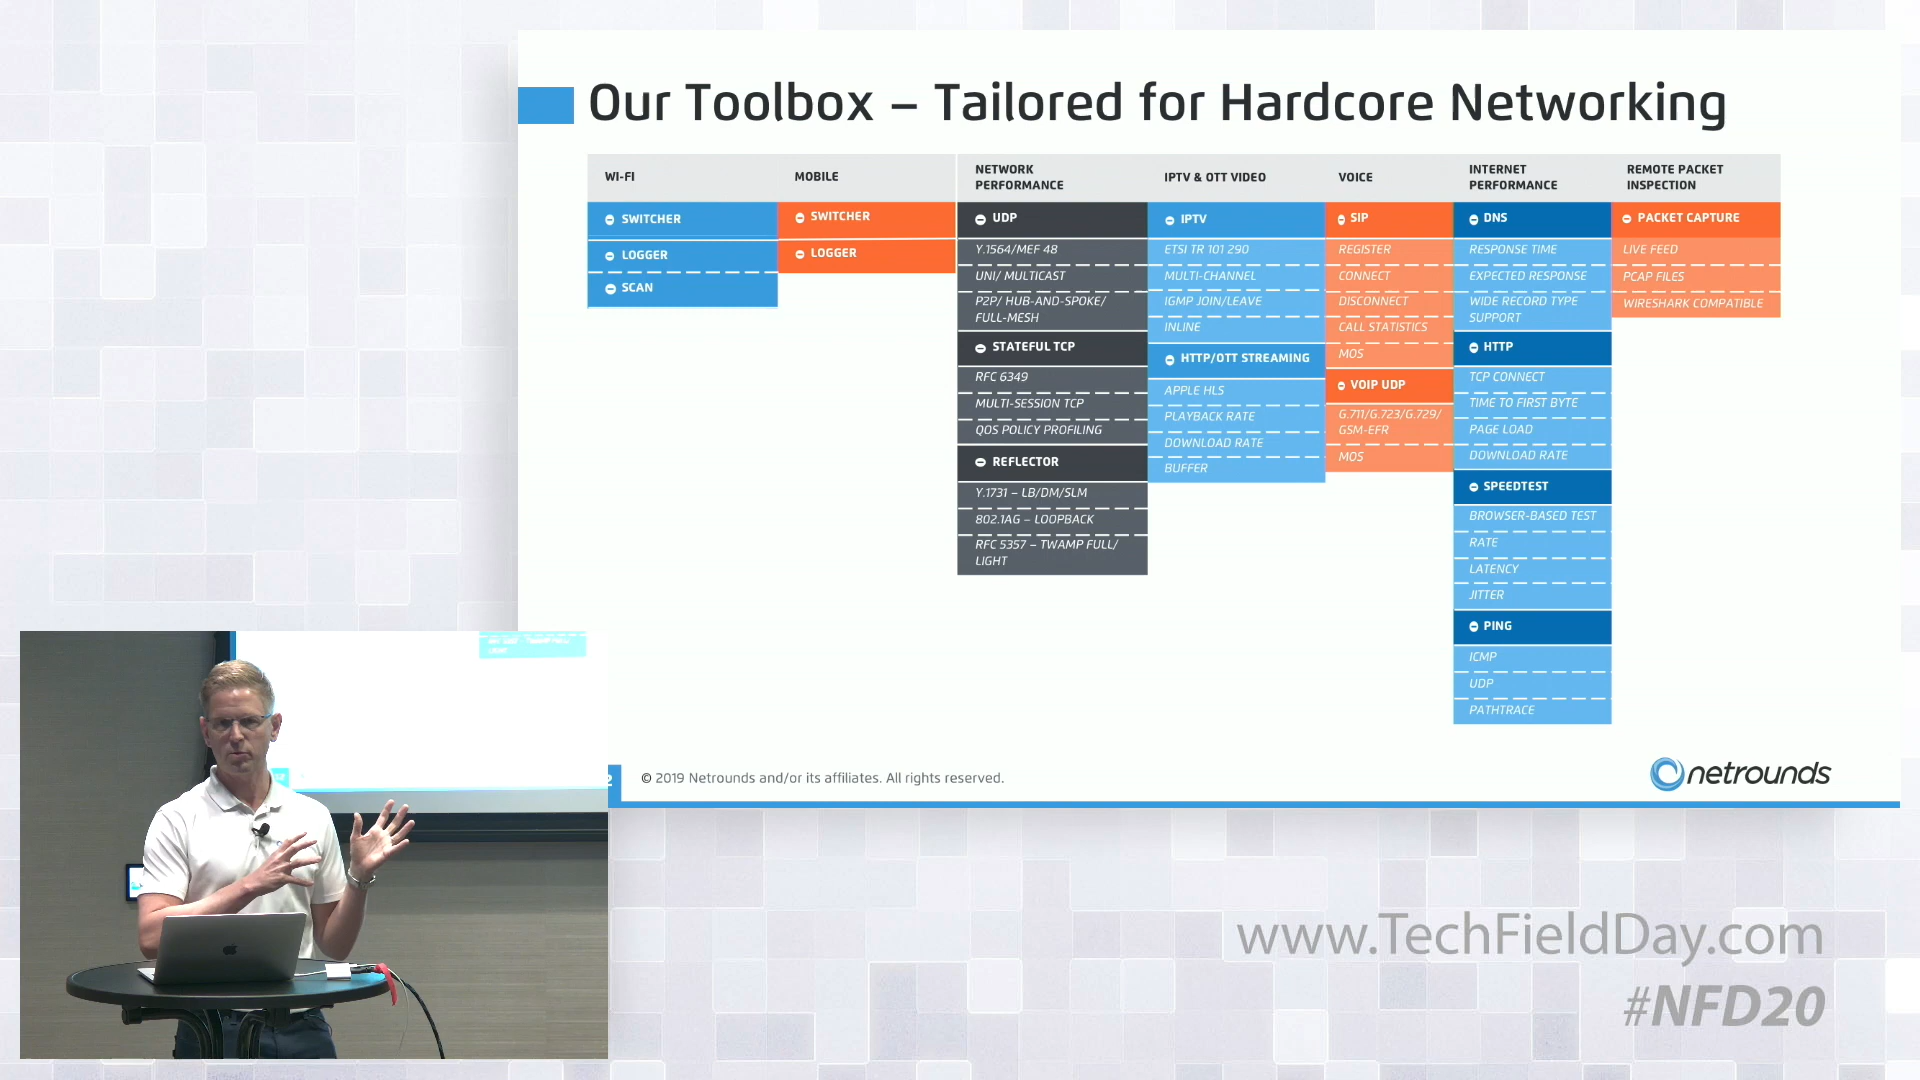 Our Toolbox – Tailored for Hardcore Networking
WI-FI
SWITCHER
LOGGER
SCAN
MOBILE
SWITCHER
LOGGER
NETWORK
PERFORMANCE
UDP
Y.1564/MEF 48
UNI/ MULTICAST
P2P/ HUB-AND-SPOKE/
FULL-MESH
STATEFUL TCP
RFC 6349
MULTI-SESSION TCP
QOS POLICY PROFILING
REFLECTOR
Y.1731 – LB/DM/SLM
802.1AG – LOOPBACK
RFC 5357 – TWAMP FULL/
LIGHT
IPTV & OTT VIDEO
IPTV
ETSI TR 101 290
MULTI-CHANNEL
IGMP JOIN/LEAVE
INLINE
HTTP/OTT STREAMING
APPLE HLS
PLAYBACK RATE
DOWNLOAD RATE
BUFFER
VOICE
SIP
REGISTER
CONNECT
DISCONNECT
CALL STATISTICS
MOS
VOIP UDP
G.711/G.723/G.729/
GSM-EFR
MOS
INTERNET
PERFORMANCE
DNS
RESPONSE TIME
EXPECTED RESPONSE
WIDE RECORD TYPE
SUPPORT
HTTP
TCP CONNECT
TIME TO FIRST BYTE
PAGE LOAD
DOWNLOAD RATE
SPEEDTEST
BROWSER-BASED TEST
RATE
LATENCY
JITTER
PING
ICMP
UDP
PATHTRACE
REMOTE PACKET
INSPECTION
PACKET CAPTURE
LIVE FEED
PCAP FILES
WIRESHARK COMPATIBLE
2
© 2019 Netrounds and/or its affiliates. All rights reserved.
netrounds
www.TechFieldDay.com
#NFD20